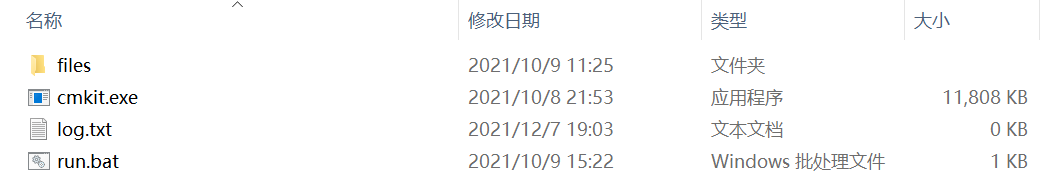 名称 修改日期 类型 大小
files 2021/10/9 11:25 文件夹
cmkit.exe 2021/10/8 21:53 应用程序 11,808 KB
log.txt 2021/12/7 19:03 文本文档 0 KB
run.bat 2021/10/9 15:22 Windows 批处理文件 1 KB